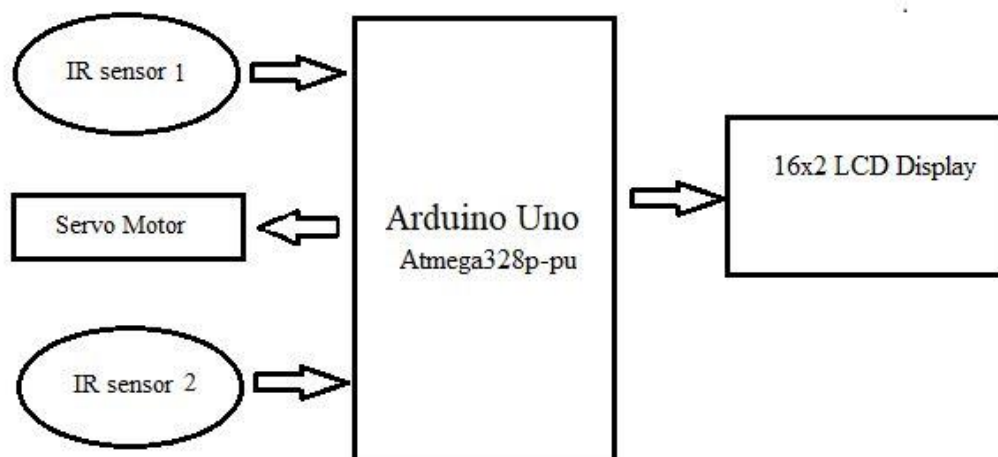 IR sensor 1
Servo Motor
IR sensor 2
Arduino Uno
Atmega328p-pu
16x2 LCD Display